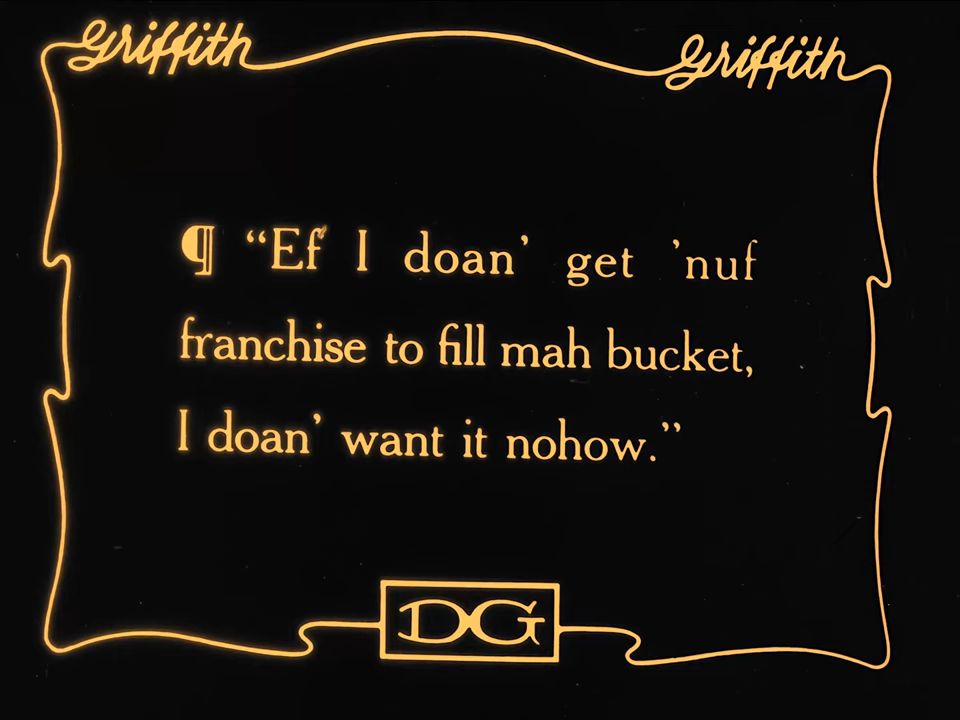 Griffith Griffith
¶ “Ef I doan’ get ’nuf
franchise to fill mah bucket,
I doan’ want it nohow.”
DG